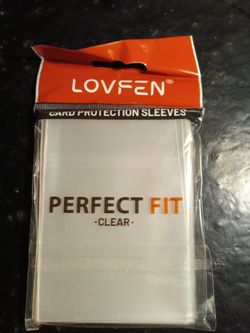 LOVFEN®
CARD PROTECTION SLEEVES
PERFECT FIT
·CLEAR·